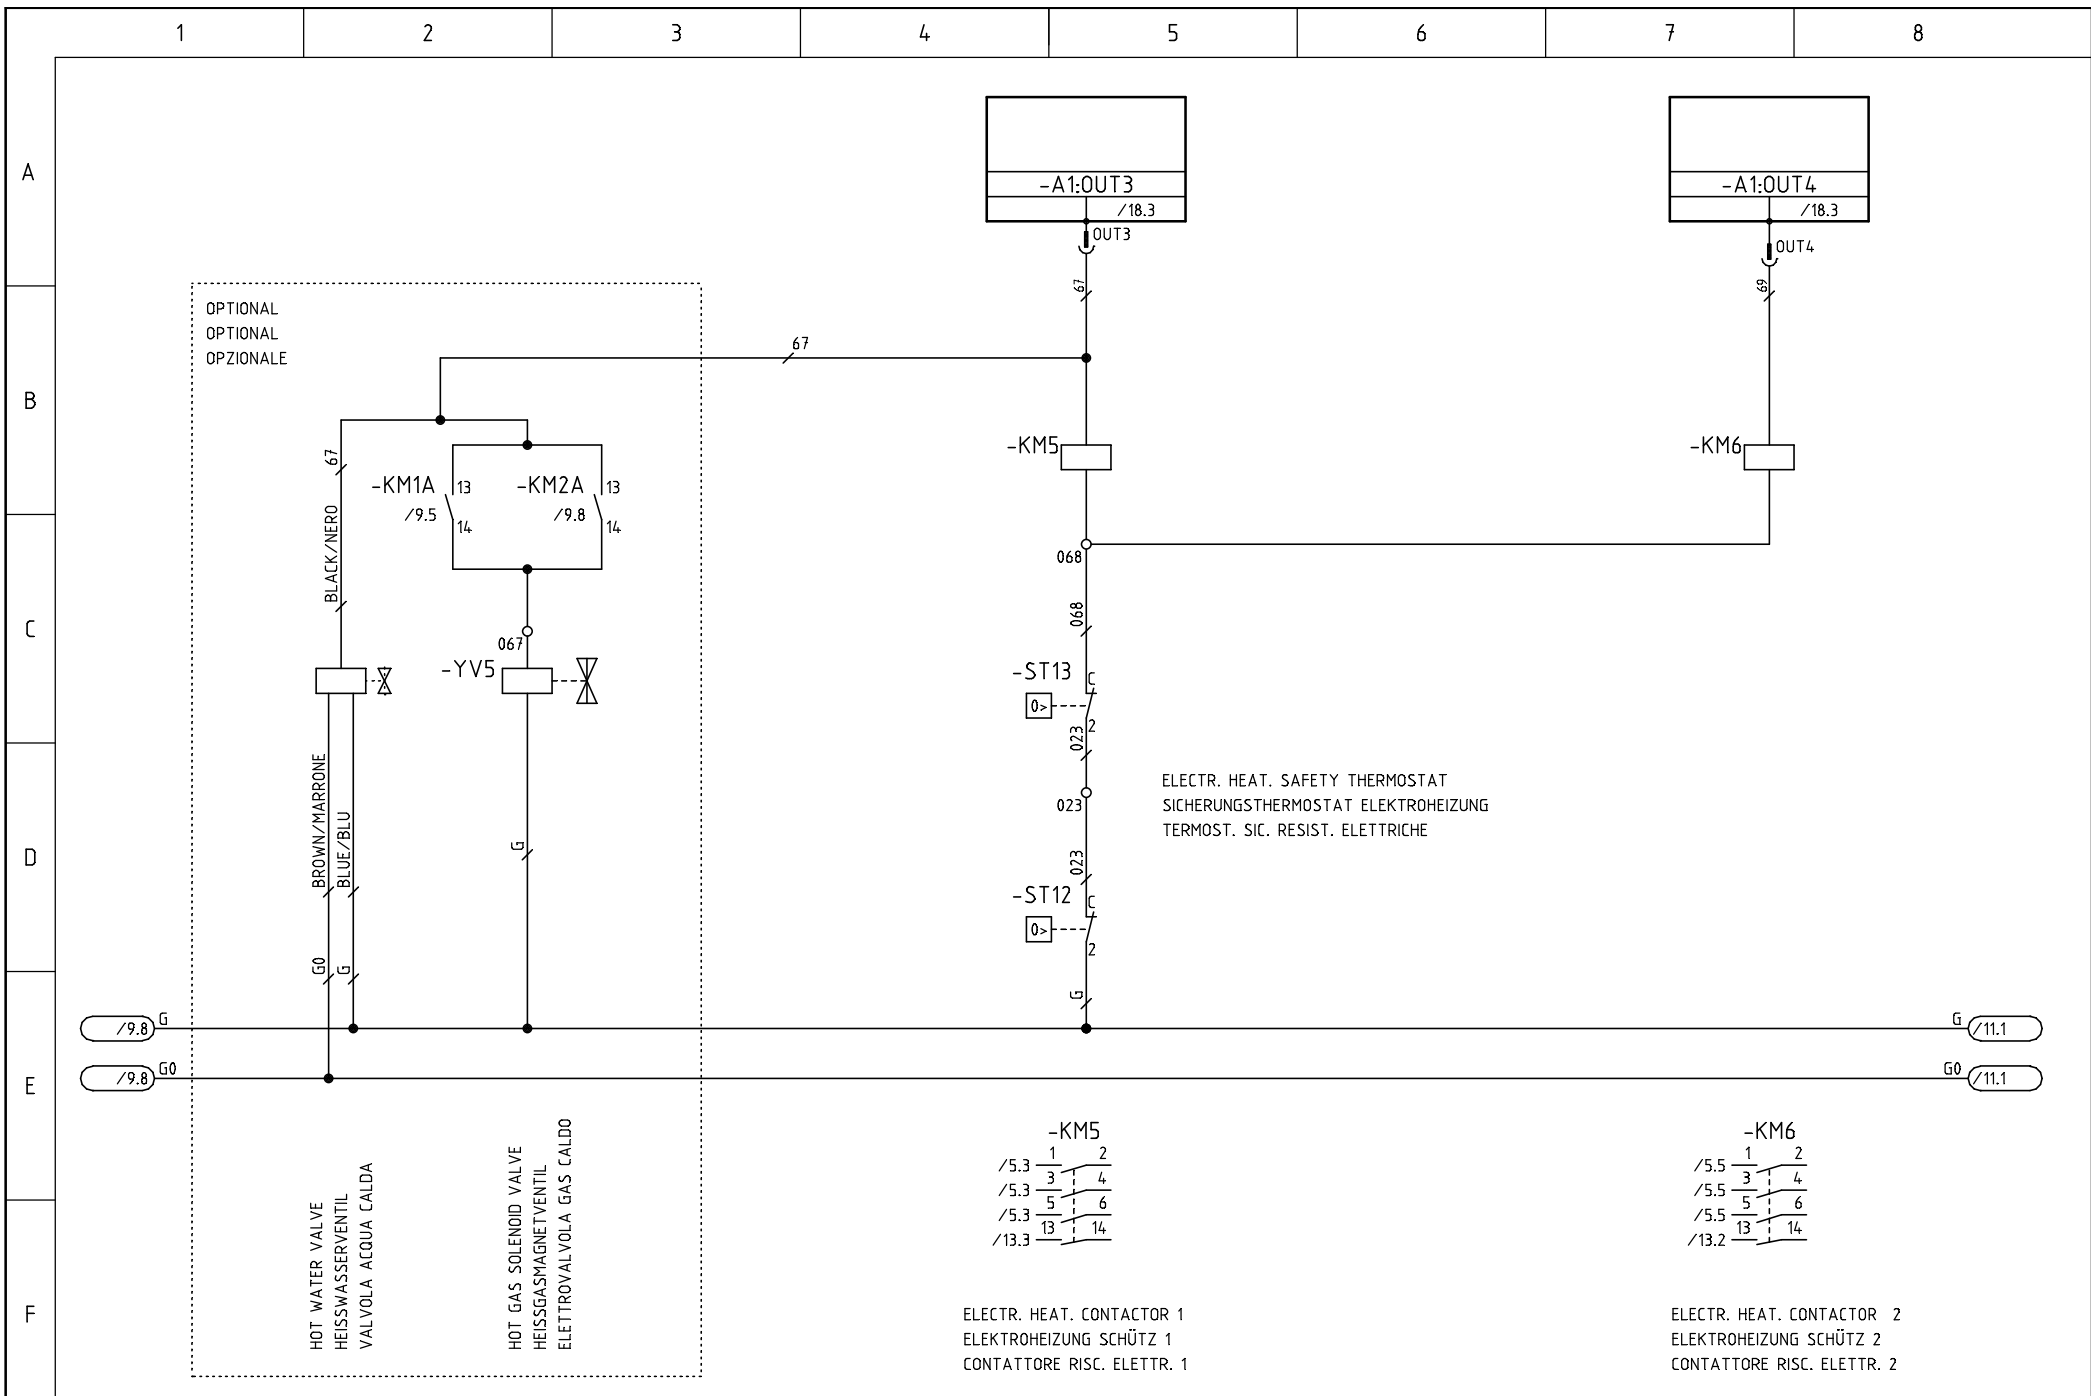 1 2 3 4 5 6 7 8
A
B
C
D
E
F
-A1:OUT3
/18.3
OUT3
67
-A1:OUT4
/18.3
OUT4
69
OPTIONAL
OPTIONAL
OPZIONALE
67
67
BLACK/NERO
-KM1A
/9.5
13
14
-KM2A
/9.8
13
14
067
-YV5
BROWN/MARRONE
BLUE/BLU
G0
G
G
-KM5
-KM6
068
068
-ST13
C
0>
2
023
023
023
-ST12
C
0>
2
G
ELECTR. HEAT. SAFETY THERMOSTAT
SICHERUNGSTHERMOSTAT ELEKTROHEIZUNG
TERMOST. SIC. RESIST. ELETTRICHE
/9.8 G
G /11.1
/9.8 G0
G0 /11.1
HOT WATER VALVE
HEISSWASSERVENTIL
VALVOLA ACQUA CALDA
HOT GAS SOLENOID VALVE
HEISSGASMAGNETVENTIL
ELETTROVALVOLA GAS CALDO
-KM5
/5.3 1 2
/5.3 3 4
/5.3 5 6
/13.3 13 14
ELECTR. HEAT. CONTACTOR 1
ELEKTROHEIZUNG SCHÜTZ 1
CONTATTORE RISC. ELETTR. 1
-KM6
/5.5 1 2
/5.5 3 4
/5.5 5 6
/13.2 13 14
ELECTR. HEAT. CONTACTOR 2
ELEKTROHEIZUNG SCHÜTZ 2
CONTATTORE RISC. ELETTR. 2